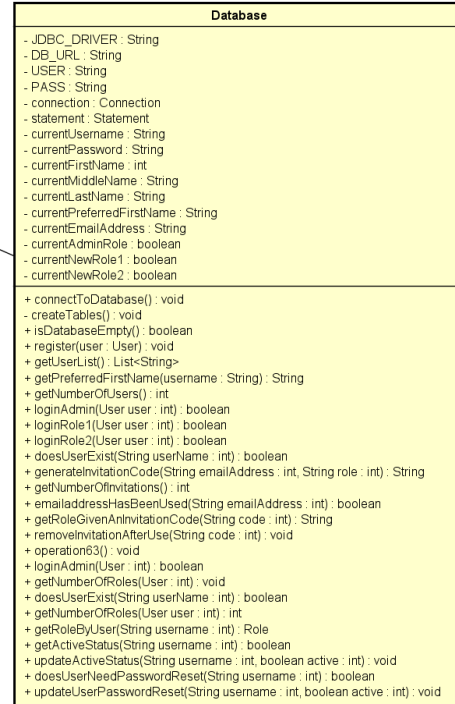 Database
- JDBC_DRIVER : String
- DB_URL : String
- USER : String
- PASS : String
- connection : Connection
- statement : Statement
- currentUsername : String
- currentPassword : String
- currentFirstName : int
- currentMiddleName : String
- currentLastName : String
- currentPreferredFirstName : String
- currentEmailAddress : String
- currentAdminRole : boolean
- currentNewRole1 : boolean
- currentNewRole2 : boolean
+ connectToDatabase() : void
- createTables() : void
+ isDatabaseEmpty() : boolean
+ register(user : User) : void
+ getUserList() : List<String>
+ getPreferredFirstName(username : String) : String
+ getNumberOfUsers() : int
+ loginAdmin(User user : int) : boolean
+ loginRole1(User user : int) : boolean
+ loginRole2(User user : int) : boolean
+ doesUserExist(String userName : int) : boolean
+ generateInvitationCode(String emailAddress : int, String role : int) : String
+ getNumberOfInvitations() : int
+ emailaddressHasBeenUsed(String emailAddress : int) : boolean
+ getRoleGivenAnInvitationCode(String code : int) : String
+ removeInvitationAfterUse(String code : int) : void
+ operation63() : void
+ loginAdmin(User : int) : boolean
+ getNumberOfRoles(User : int) : void
+ doesUserExist(String userName : int) : boolean
+ getNumberOfRoles(User user : int) : int
+ getRoleByUser(String username : int) : Role
+ getActiveStatus(String username : int) : boolean
+ updateActiveStatus(String username : int, boolean active : int) : void
+ doesUserNeedPasswordReset(String username : int) : boolean
+ updateUserPasswordReset(String username : int, boolean active : int) : void